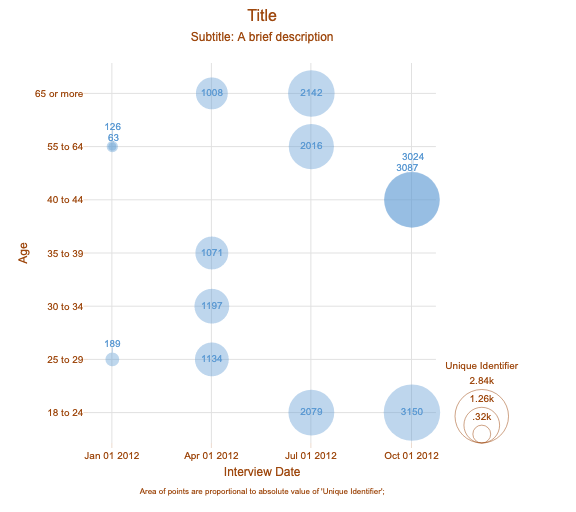 Title
Subtitle: A brief description
65 or more
1008
2142
126
63
55 to 64
2016
3024
3087
40 to 44
Age
35 to 39
1071
30 to 34
1197
189
25 to 29
1134
18 to 24
2079
3150
Unique Identifier
2.84k
1.26k
.32k
Jan 01 2012
Apr 01 2012
Jul 01 2012
Oct 01 2012
Interview Date
Area of points are proportional to absolute value of 'Unique Identifier';